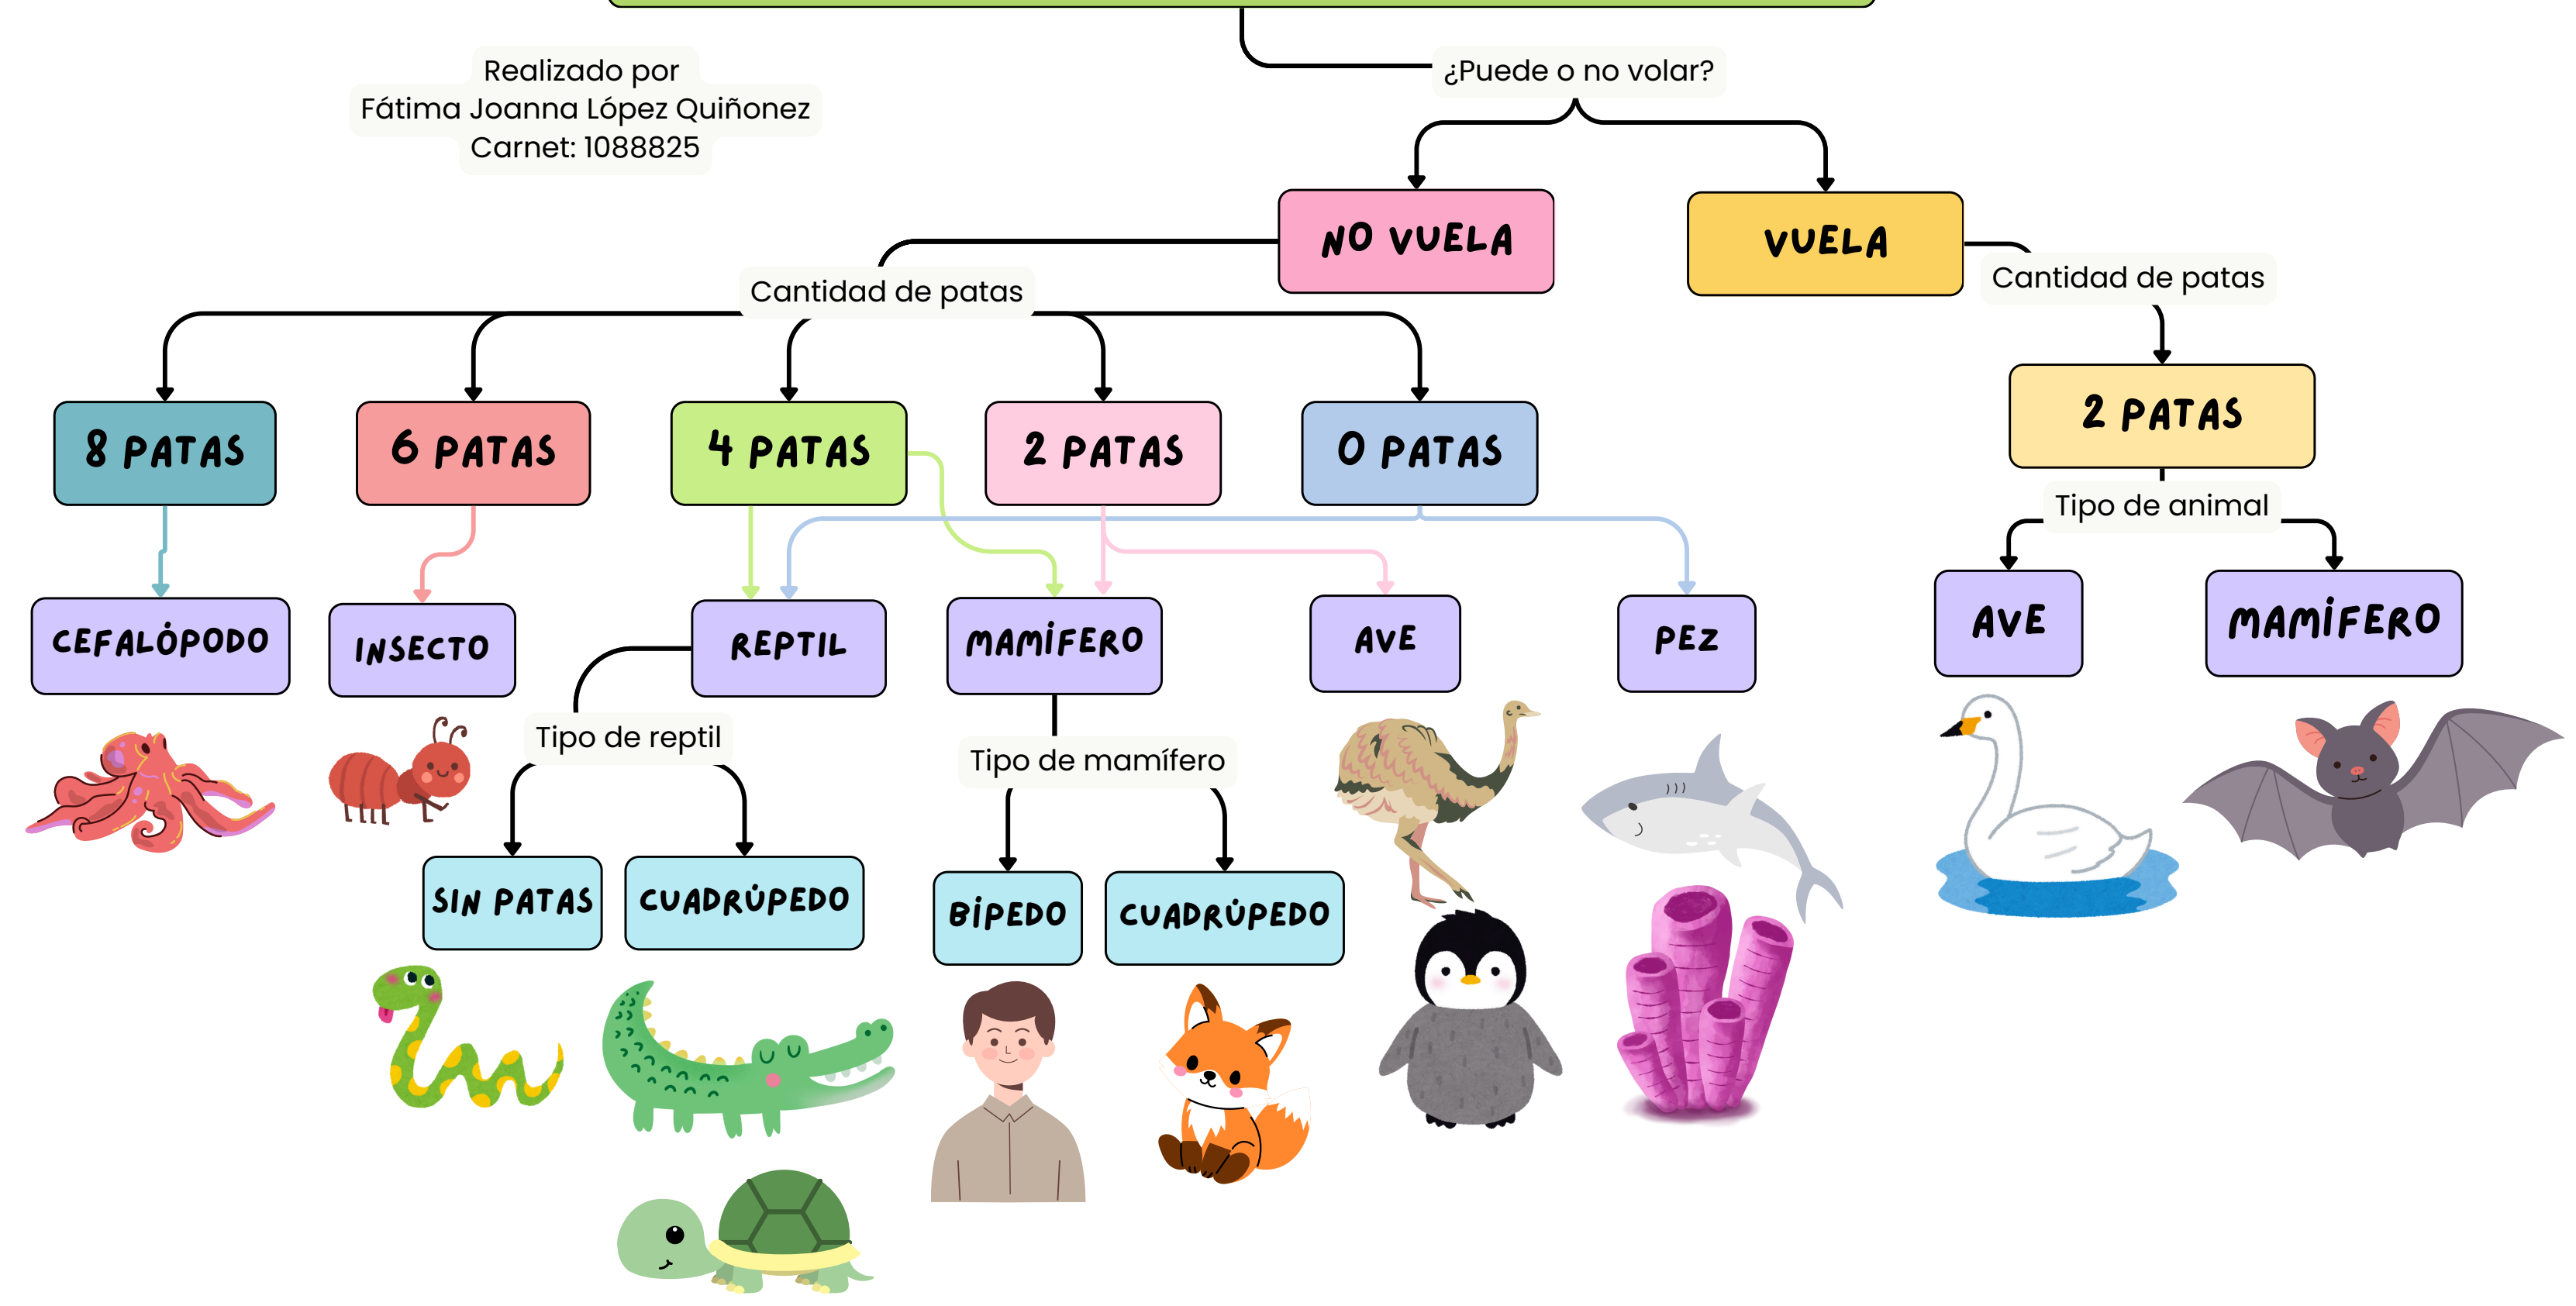 Realizado por
Fátima Joanna López Quiñonez
Carnet: 1088825
¿Puede o no volar?
NO VUELA
VUELA
Cantidad de patas
Cantidad de patas
8 PATAS
6 PATAS
4 PATAS
2 PATAS
0 PATAS
2 PATAS
Tipo de animal
CEFALÓPODO
INSECTO
REPTIL
MAMÍFERO
AVE
PEZ
AVE
MAMÍFERO
Tipo de reptil
Tipo de mamífero
SIN PATAS
CUADRÚPEDO
BÍPEDO
CUADRÚPEDO